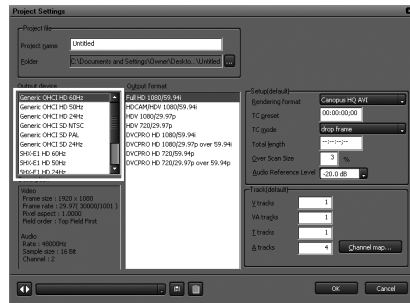 Project Settings
Project file
Project name
Untitled
Folder
C:\Documents and Settings\Owner\Deskto...\Untitled
...
Output device
Generic OHCI HD 60Hz
Generic OHCI HD 50Hz
Generic OHCI HD 24Hz
Generic OHCI SD NTSC
Generic OHCI SD PAL
Generic OHCI SD 24Hz
SHX-E1 HD 60Hz
SHX-E1 HD 50Hz
SHX-E1 HD 24Hz
Output format
Full HD 1080/59.94i
HDCAM/HDV 1080/59.94i
HDV 1080/29.97p
HDV 720/29.97p
DVCPRO HD 1080/59.94i
DVCPRO HD 1080/29.97p over 59.94i
DVCPRO HD 720/59.94p
DVCPRO HD 720/29.97p over 59.94p
Video
Frame size : 1920 x 1080
Frame rate : 29.97( 30000/1001 )
Pixel aspect : 1.0000
Field order : Top Field First
Audio
Rate : 48000Hz
Sample size : 16 Bit
Channel : 2
Setup(default)
Rendering format
Canopus HQ AVI
TC preset
00:00:00;00
TC mode
drop frame
Total length
--:--:--;--
Over Scan Size
3 %
Audio Reference Level
-20.0 dB
Track(default)
V tracks
1
VA tracks
1
T tracks
1
A tracks
4
Channel map...
OK
Cancel